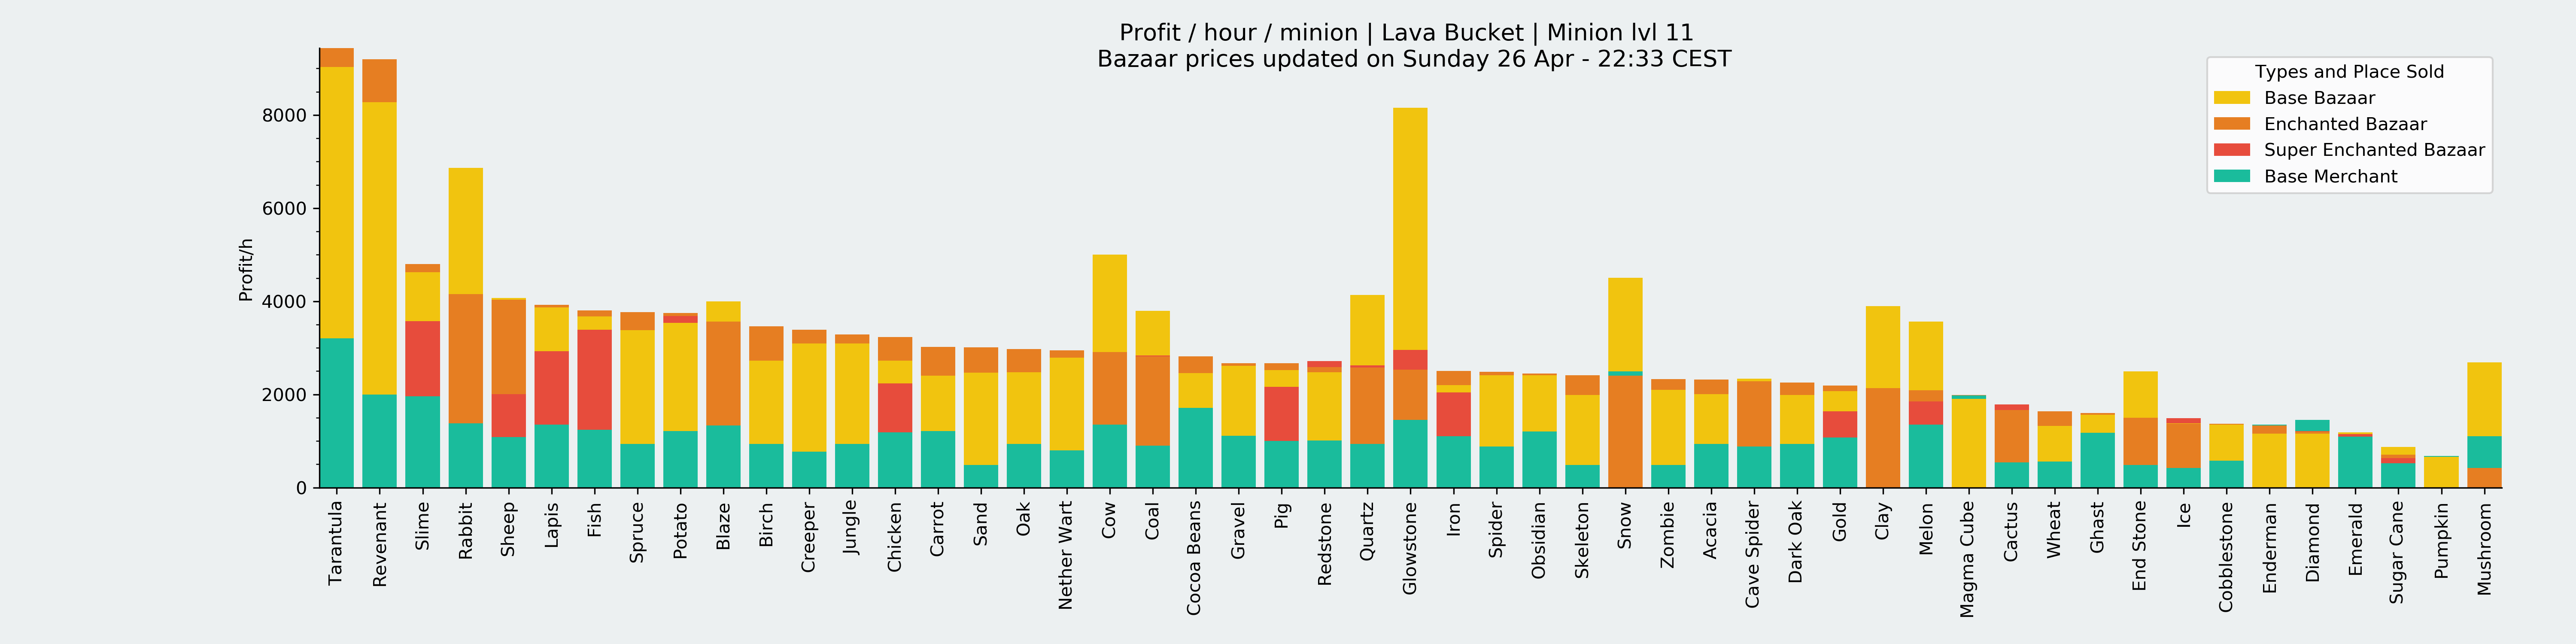 Profit / hour / minion | Lava Bucket | Minion lvl 11
Bazaar prices updated on Sunday 26 Apr - 22:33 CEST
Types and Place Sold
Base Bazaar
Enchanted Bazaar
Super Enchanted Bazaar
Base Merchant
Profit/h
8000
6000
4000
2000
0
Tarantula
Revenant
Slime
Rabbit
Sheep
Lapis
Fish
Spruce
Potato
Blaze
Birch
Creeper
Jungle
Chicken
Carrot
Sand
Oak
Nether Wart
Cow
Coal
Cocoa Beans
Gravel
Pig
Redstone
Quartz
Glowstone
Iron
Spider
Obsidian
Skeleton
Snow
Zombie
Acacia
Cave Spider
Dark Oak
Gold
Clay
Melon
Magma Cube
Cactus
Wheat
Ghast
End Stone
Ice
Cobblestone
Enderman
Diamond
Emerald
Sugar Cane
Pumpkin
Mushroom